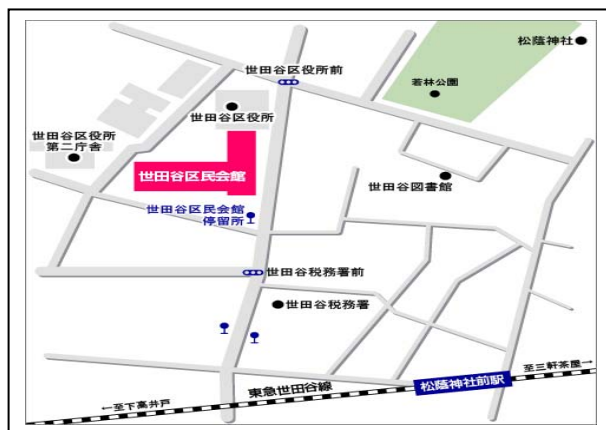 松蔭神社
世田谷区役所前
若林公園
世田谷区役所
世田谷区役所
第二庁舎
世田谷区民会館
世田谷図書館
世田谷区民会館
停留所
世田谷税務署前
世田谷税務署
至三軒茶屋→
松蔭神社前駅
東急世田谷線
←至下高井戸